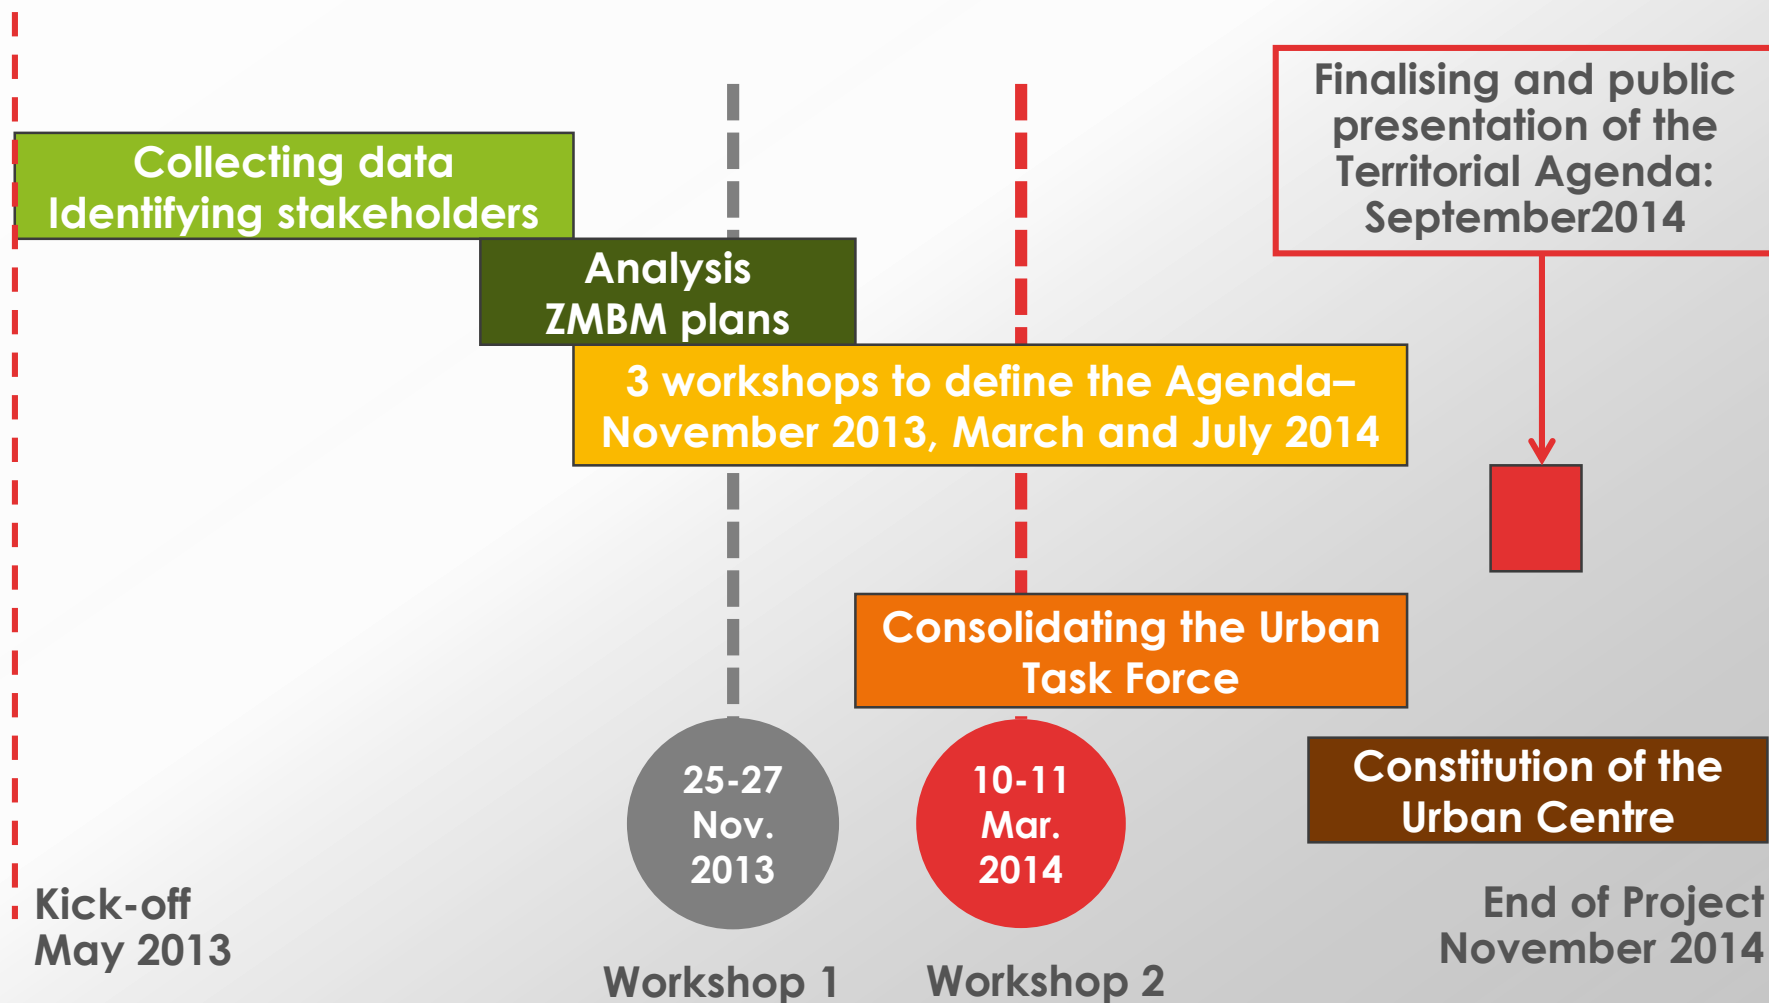 Collecting data
Identifying stakeholders
Analysis
ZMBM plans
3 workshops to define the Agenda–
November 2013, March and July 2014
Finalising and public
presentation of the
Territorial Agenda:
September2014
Consolidating the Urban
Task Force
Constitution of the
Urban Centre
25-27
Nov.
2013
10-11
Mar.
2014
Kick-off
May 2013
Workshop 1
Workshop 2
End of Project
November 2014